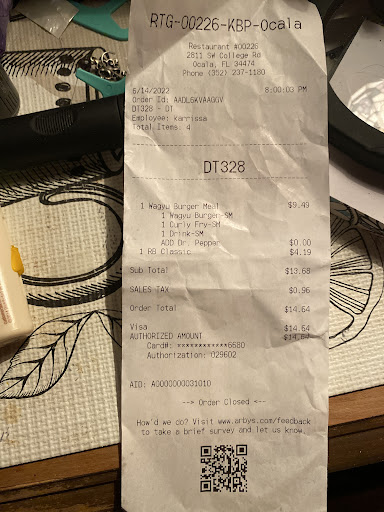 RTG-00226-KBP-Ocala
Restaurant #00226
2811 SW College Rd
Ocala, FL 34474
Phone (352) 237-1180
5/14/2022 8:00:03 PM
Order Id: AADL6KVAAGGV
DT328 - DT
Employee: karrissa
Total Items: 4
DT328
1 Wagyu Burger Meal $9.49
1 Wagyu Burger-SM
1 Curly Fry-SM
1 Drink-SM
ADD Dr. Pepper $0.00
1 RB Classic $4.19
Sub Total $13.68
SALES TAX $0.96
Order Total $14.64
Visa $14.64
AUTHORIZED AMOUNT $14.64
Card#: ************6680
Authorization: 029602
AID: A0000000031010
--> Order Closed <--
How'd we do? Visit www.arbys.com/feedback
to take a brief survey and let us know.